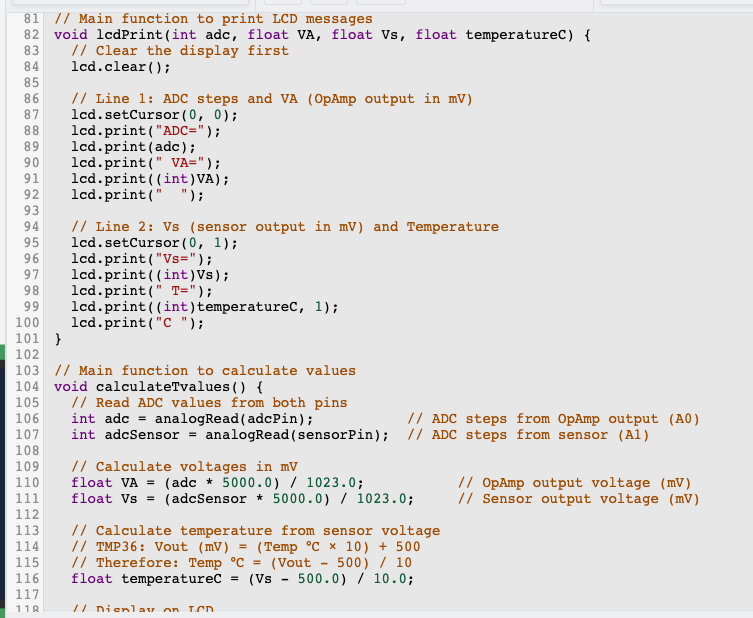 81 // Main function to print LCD messages
82 void lcdPrint(int adc, float VA, float Vs, float temperatureC) {
83   // Clear the display first
84   lcd.clear();
85
86   // Line 1: ADC steps and VA (OpAmp output in mV)
87   lcd.setCursor(0, 0);
88   lcd.print("ADC=");
89   lcd.print(adc);
90   lcd.print(" VA=");
91   lcd.print((int)VA);
92   lcd.print("  ");
93
94   // Line 2: Vs (sensor output in mV) and Temperature
95   lcd.setCursor(0, 1);
96   lcd.print("Vs=");
97   lcd.print((int)Vs);
98   lcd.print(" T=");
99   lcd.print((int)temperatureC, 1);
100   lcd.print("C ");
101 }
102
103 // Main function to calculate values
104 void calculateTvalues() {
105   // Read ADC values from both pins
106   int adc = analogRead(adcPin);           // ADC steps from OpAmp output (A0)
107   int adcSensor = analogRead(sensorPin);  // ADC steps from sensor (A1)
108
109   // Calculate voltages in mV
110   float VA = (adc * 5000.0) / 1023.0;           // OpAmp output voltage (mV)
111   float Vs = (adcSensor * 5000.0) / 1023.0;     // Sensor output voltage (mV)
112
113   // Calculate temperature from sensor voltage
114   // TMP36: Vout (mV) = (Temp °C × 10) + 500
115   // Therefore: Temp °C = (Vout - 500) / 10
116   float temperatureC = (Vs - 500.0) / 10.0;
117
118   // Display on LCD